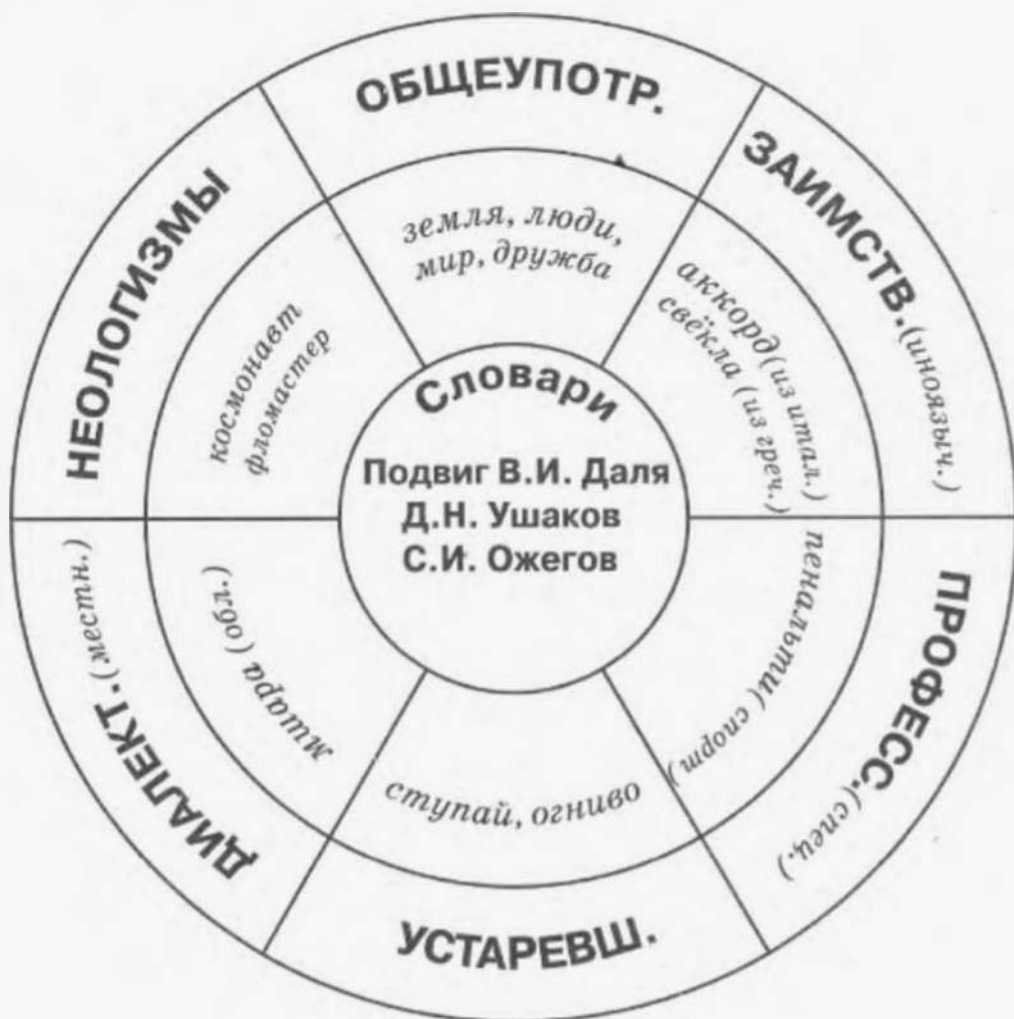 ОБЩЕУПОТР.
земля, люди,
мир, дружба
ЗАИМСТВ. (иноязыч.)
аккорд (из итал.)
свёкла (из греч.)
ПРОФЕСС. (спец.)
пенальти (спорт)
УСТАРЕВШ.
ступай, огниво
ДИАЛЕКТ. (местн.)
мшара (обл.)
НЕОЛОГИЗМЫ
космонавт
фломастер
Словари
Подвиг В.И. Даля
Д.Н. Ушаков
С.И. Ожегов